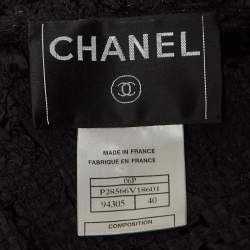 CHANEL
MADE IN FRANCE
FABRIQUE EN FRANCE
06P
P28566V18601
94305 40
COMPOSITION